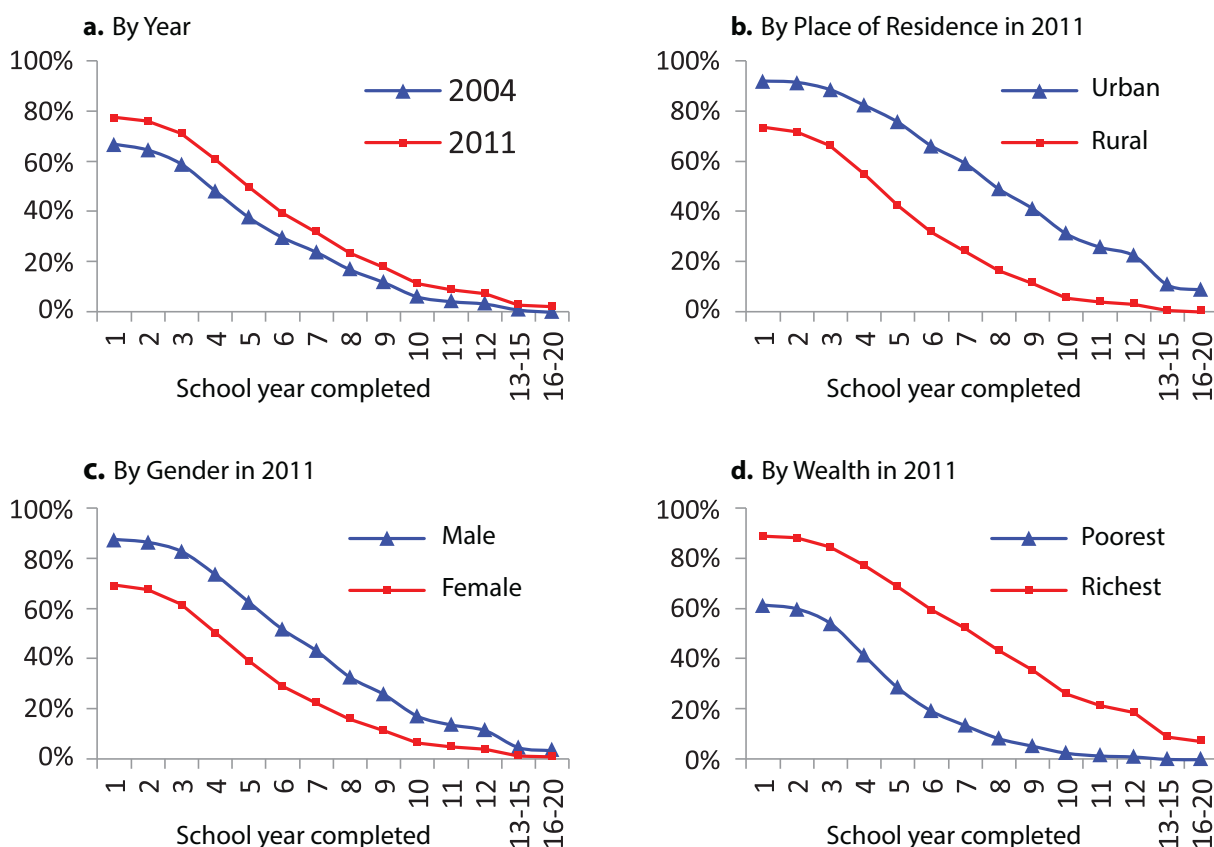 a. By Year
100%
80%
60%
40%
20%
0%
2004
2011
1 2 3 4 5 6 7 8 9 10 11 12 13-15 16-20
School year completed
b. By Place of Residence in 2011
100%
80%
60%
40%
20%
0%
Urban
Rural
1 2 3 4 5 6 7 8 9 10 11 12 13-15 16-20
School year completed
c. By Gender in 2011
100%
80%
60%
40%
20%
0%
Male
Female
1 2 3 4 5 6 7 8 9 10 11 12 13-15 16-20
School year completed
d. By Wealth in 2011
100%
80%
60%
40%
20%
0%
Poorest
Richest
1 2 3 4 5 6 7 8 9 10 11 12 13-15 16-20
School year completed